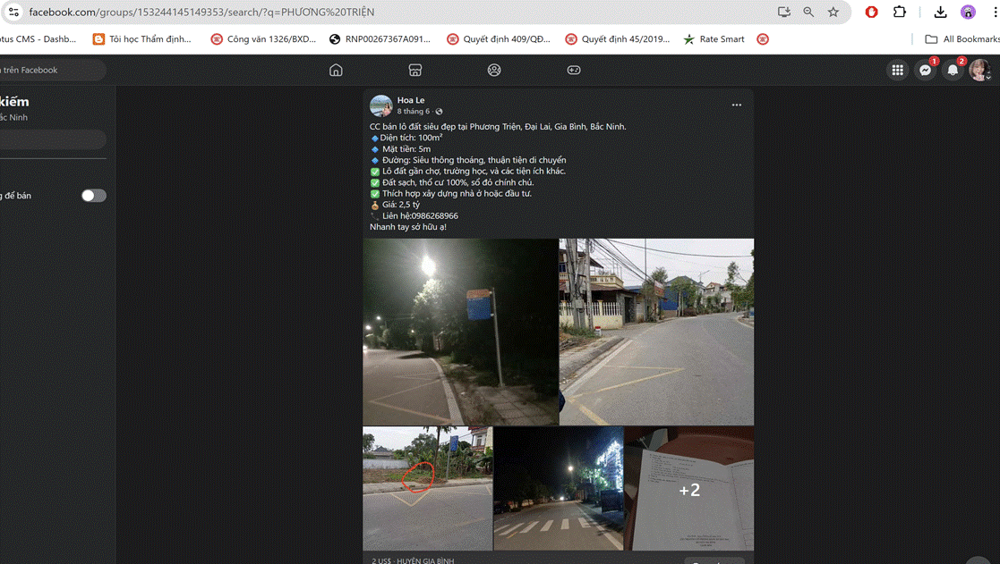 facebook.com/groups/153244145149353/search/?q=PHƯƠNG%20TRIỆN
otus CMS - Dashb...
Tôi học Thẩm định...
Công văn 1326/BXD...
RNP00267367A091...
Quyết định 409/QĐ...
Quyết định 45/2019...
Rate Smart
All Bookmarks
trên Facebook
1
2
kiếm
ắc Ninh
g để bán
Hoa Le
8 tháng 6 ·
CC bán lô đất siêu đẹp tại Phương Triện, Đại Lai, Gia Bình, Bắc Ninh.
Diện tích: 100m²
Mặt tiền: 5m
Đường: Siêu thông thoáng, thuận tiện di chuyển
Lô đất gần chợ, trường học, và các tiện ích khác.
Đất sạch, thổ cư 100%, sổ đỏ chính chủ.
Thích hợp xây dựng nhà ở hoặc đầu tư.
Giá: 2,5 tỷ
Liên hệ:0986268966
Nhanh tay sở hữu ạ!
+2
2 US$ · HUYỆN GIA BÌNH